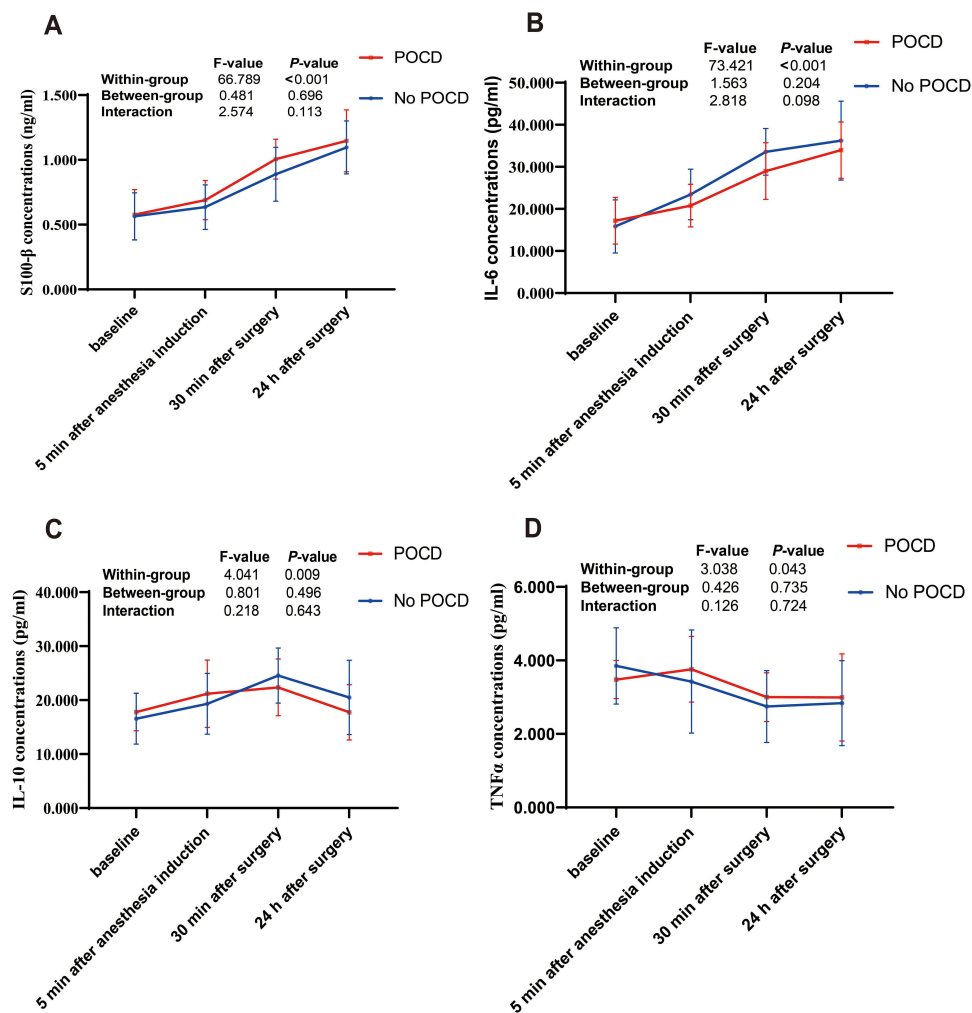 A
F-value P-value
Within-group 66.789 <0.001
Between-group 0.481 0.696
Interaction 2.574 0.113
POCD
No POCD
S100-β concentrations (ng/ml)
1.500
1.000
0.500
0.000
baseline
5 min after anesthesia induction
30 min after surgery
24 h after surgery
B
F-value P-value
Within-group 73.421 <0.001
Between-group 1.563 0.204
Interaction 2.818 0.098
POCD
No POCD
IL-6 concentrations (pg/ml)
50.000
40.000
30.000
20.000
10.000
0.000
baseline
5 min after anesthesia induction
30 min after surgery
24 h after surgery
C
F-value P-value
Within-group 4.041 0.009
Between-group 0.801 0.496
Interaction 0.218 0.643
POCD
No POCD
IL-10 concentrations (pg/ml)
40.000
30.000
20.000
10.000
0.000
baseline
5 min after anesthesia induction
30 min after surgery
24 h after surgery
D
F-value P-value
Within-group 3.038 0.043
Between-group 0.426 0.735
Interaction 0.126 0.724
POCD
No POCD
TNFα concentrations (pg/ml)
6.000
4.000
2.000
0.000
baseline
5 min after anesthesia induction
30 min after surgery
24 h after surgery